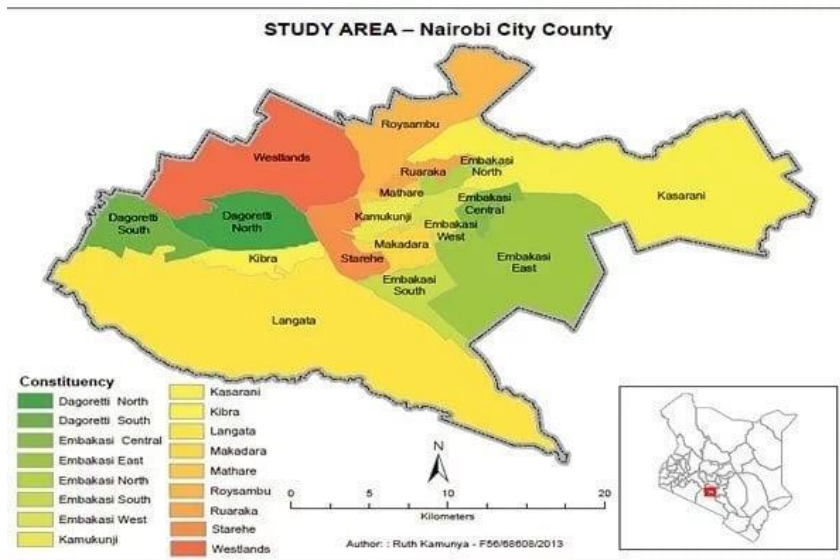 STUDY AREA – Nairobi City County
Roysambu
Westlands
Ruaraka
Embakasi
North
Mathare
Kasarani
Dagoretti
South
Dagoretti
North
Kamukunji
Embakasi
Central
Embakasi
West
Makadara
Kibra
Starehe
Embakasi
East
Embakasi
South
Langata
Constituency
Dagoretti North
Dagoretti South
Embakasi Central
Embakasi East
Embakasi North
Embakasi South
Embakasi West
Kamukunji
Kasarani
Kibra
Langata
Makadara
Mathare
Roysambu
Ruaraka
Starehe
Westlands
N
0 5 10 20
Kilometers
Author: : Ruth Kamunya - F56/68608/2013